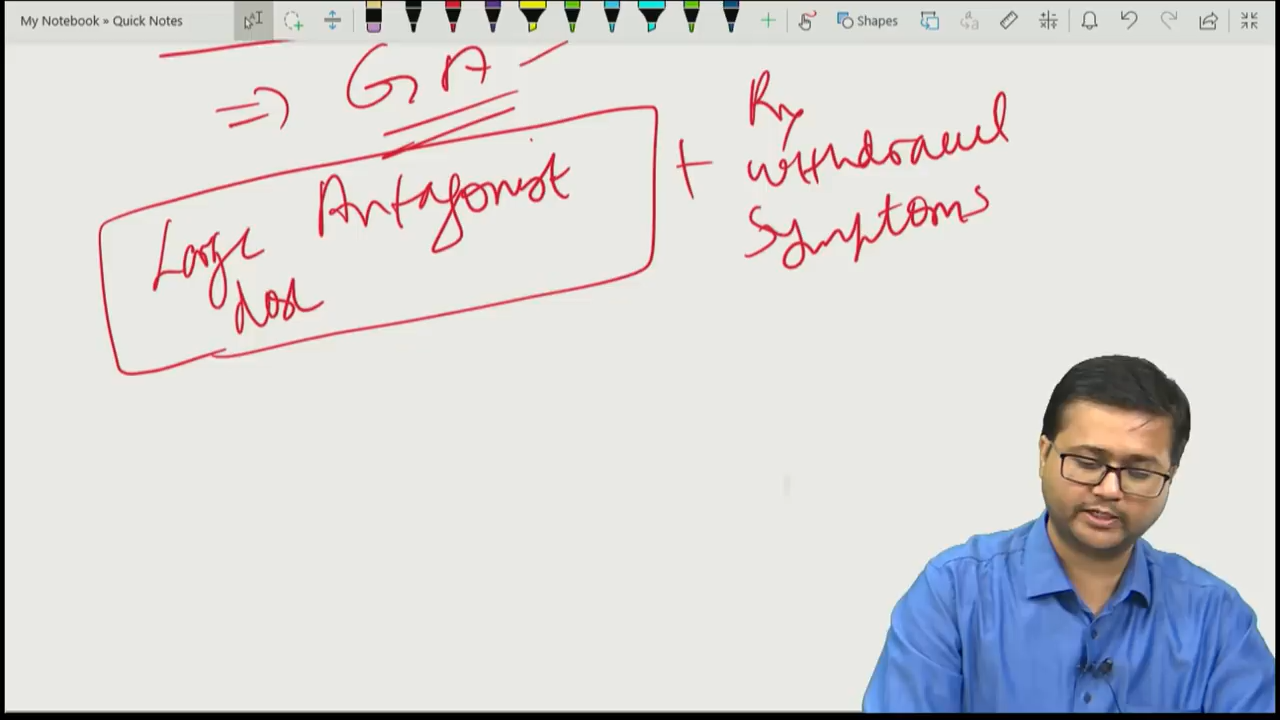 My Notebook » Quick Notes
Shapes
=> GA
Large Antagonist
dose
+
Rx
withdrawal
symptoms